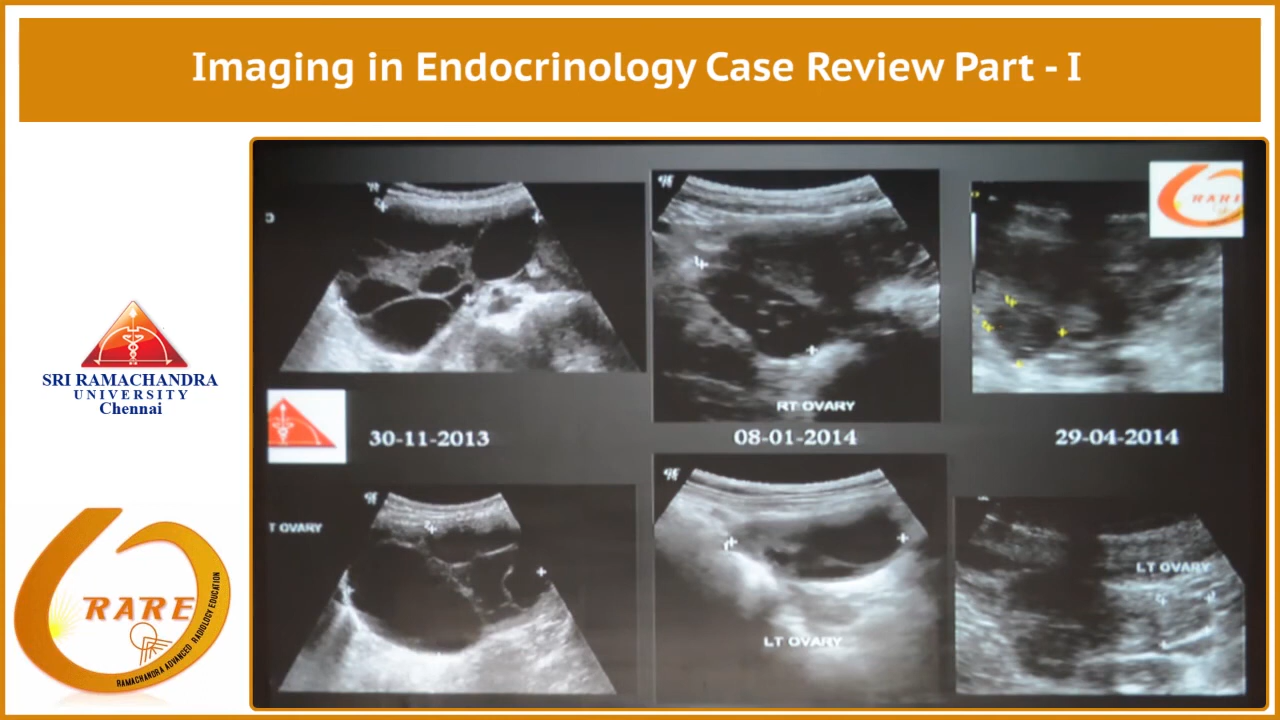 Imaging in Endocrinology Case Review Part - I
RARE
RT OVARY
30-11-2013
08-01-2014
29-04-2014
T OVARY
LT OVARY
LT OVARY
SRI RAMACHANDRA
UNIVERSITY
Chennai
RARE
RAMACHANDRA ADVANCED RADIOLOGY EDUCATION